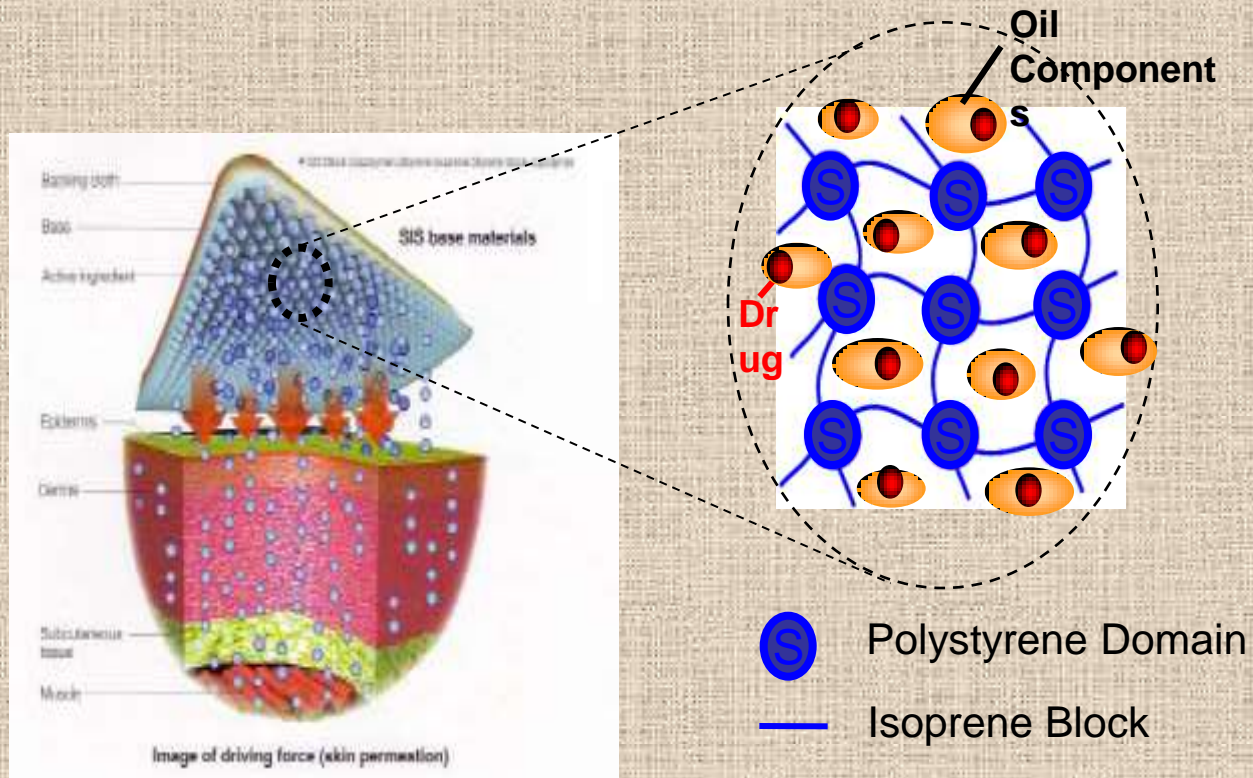 Backing cloth
Base
Active ingredient
SIS base materials
Epidermis
Dermis
Subcutaneous
tissue
Muscle
Image of driving force (skin permeation)
Oil
Component
s
Dr
ug
S
S
S
S
S
S
S
S
S
S Polystyrene Domain
Isoprene Block